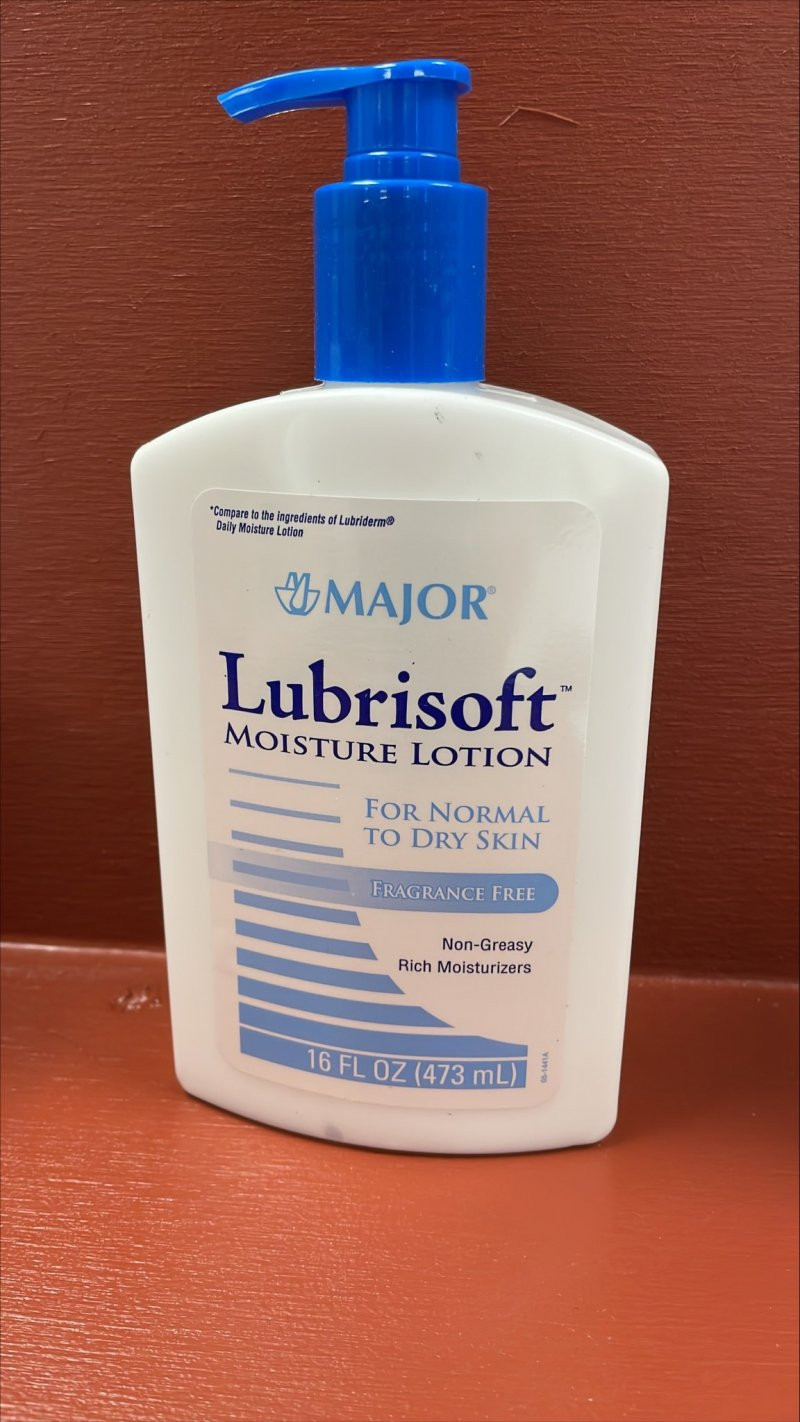 *Compare to the ingredients of Lubriderm®
Daily Moisture Lotion
MAJOR®
Lubrisoft™
MOISTURE LOTION
FOR NORMAL
TO DRY SKIN
FRAGRANCE FREE
Non-Greasy
Rich Moisturizers
16 FL OZ (473 mL)